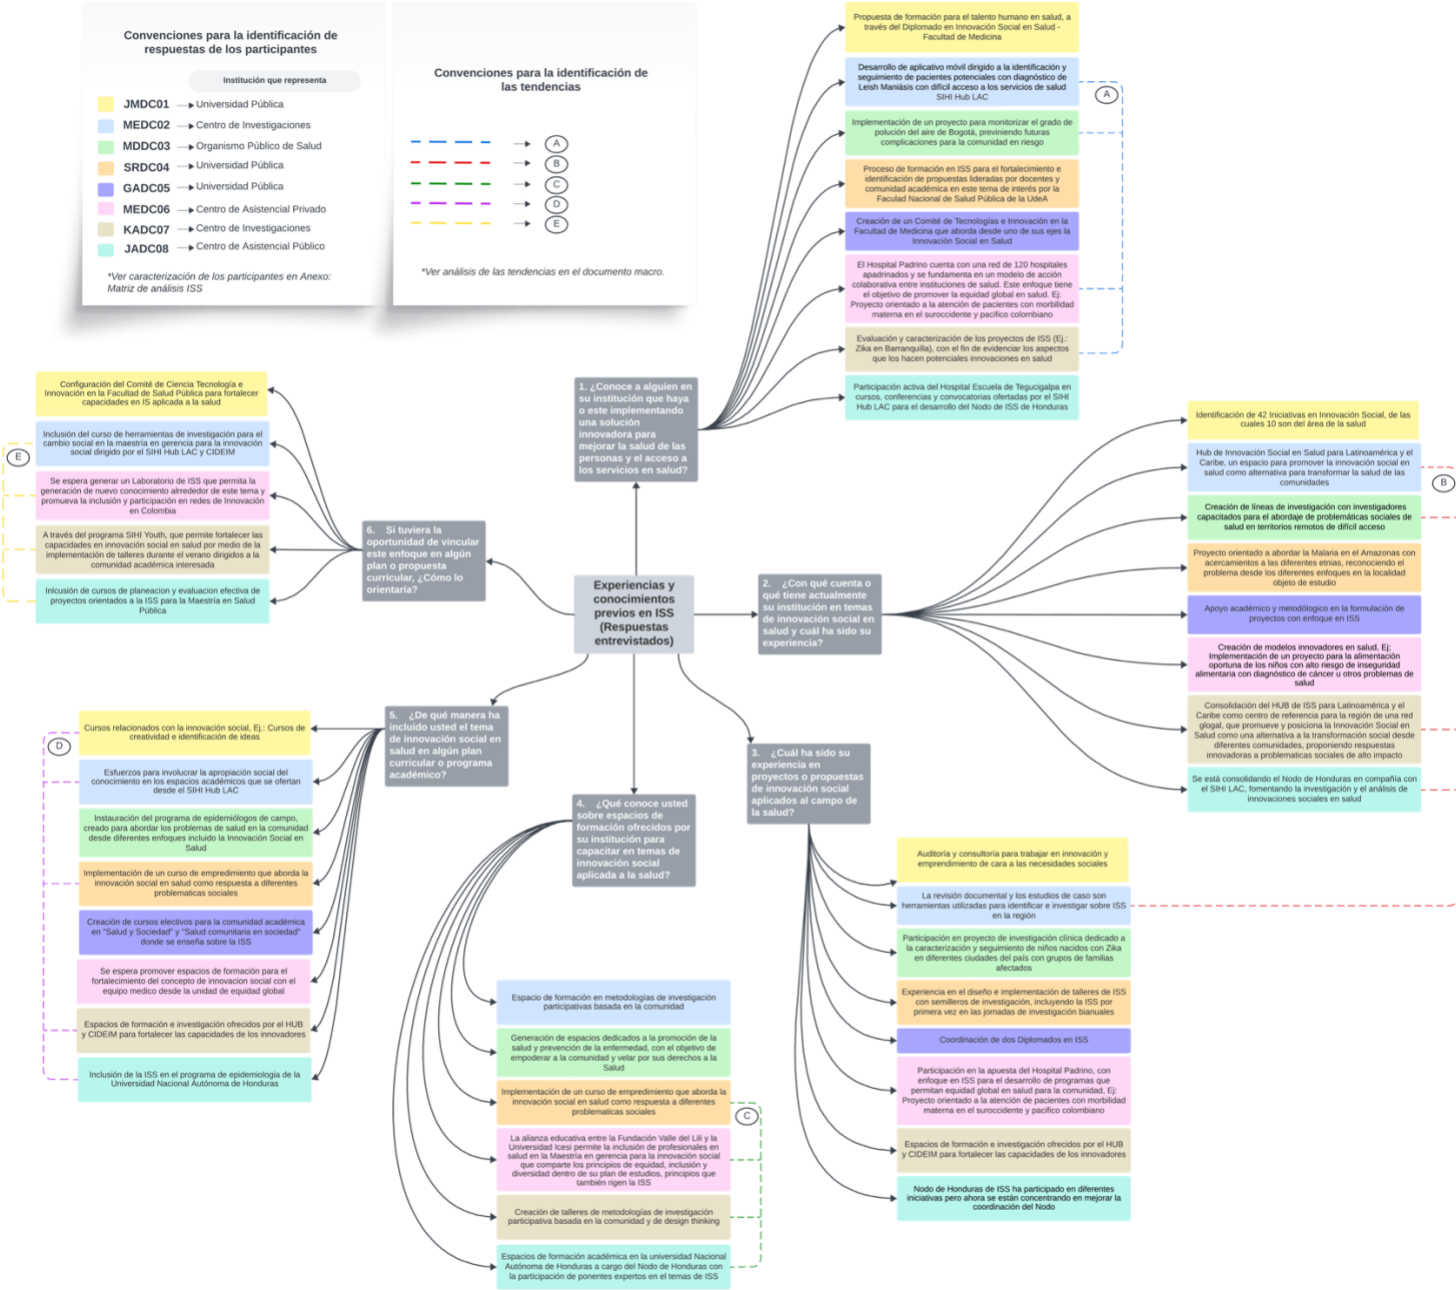 Convenciones para la identificación de
respuestas de los participantes
Institución que representa
JMDC01 Universidad Pública
MEDC02 Centro de Investigaciones
MDDC03 Organismo Público de Salud
SRDC04 Universidad Pública
GADC05 Universidad Pública
MEDC06 Centro de Asistencial Privado
KADC07 Centro de Investigaciones
JADC08 Centro de Asistencial Público
*Ver caracterización de los participantes en Anexo:
Matriz de análisis ISS
Convenciones para la identificación de
las tendencias
A
B
C
D
E
*Ver análisis de las tendencias en el documento macro.
Experiencias y
conocimientos
previos en ISS
(Respuestas
entrevistados)
1. ¿Conoce a alguien en
su institución que haya
o este implementando
una solución
innovadora para
mejorar la salud de las
personas y el acceso a
los servicios en salud?
Propuesta de formación para el talento humano en salud, a
través del Diplomado en Innovación Social en Salud -
Facultad de Medicina
Desarrollo de aplicativo móvil dirigido a la identificación y
seguimiento de pacientes potenciales con diagnóstico de
Leish Maniásis con difícil acceso a los servicios de salud
SIHI Hub LAC
Implementación de un proyecto para monitorizar el grado de
polución del aire de Bogotá, previniendo futuras
complicaciones para la comunidad en riesgo
Proceso de formación en ISS para el fortalecimiento e
identificación de propuestas lideradas por docentes y
comunidad académica en este tema de interés por la
Faculad Nacional de Salud Pública de la UdeA
Creación de un Comité de Tecnologías e Innovación en la
Facultad de Medicina que aborda desde uno de sus ejes la
Innovación Social en Salud
El Hospital Padrino cuenta con una red de 120 hospitales
apadrinados y se fundamenta en un modelo de acción
colaborativa entre instituciones de salud. Este enfoque tiene
el objetivo de promover la equidad global en salud. Ej:
Proyecto orientado a la atención de pacientes con morbilidad
materna en el suroccidente y pacífico colombiano
Evaluación y caracterización de los proyectos de ISS (Ej.:
Zika en Barranquilla), con el fin de evidenciar los aspectos
que los hacen potenciales innovaciones en salud
Participación activa del Hospital Escuela de Tegucigalpa en
cursos, conferencias y convocatorias ofertadas por el SIHI
Hub LAC para el desarrollo del Nodo de ISS de Honduras
A
2. ¿Con qué cuenta o
qué tiene actualmente
su institución en temas
de innovación social en
salud y cuál ha sido su
experiencia?
Identificación de 42 Iniciativas en Innovación Social, de las
cuales 10 son del área de la salud
Hub de Innovación Social en Salud para Latinoamérica y el
Caribe, un espacio para promover la innovación social en
salud como alternativa para transformar la salud de las
comunidades
Creación de líneas de investigación con investigadores
capacitados para el abordaje de problemáticas sociales de
salud en territorios remotos de difícil acceso
Proyecto orientado a abordar la Malaria en el Amazonas con
acercamientos a las diferentes etnias, reconociendo el
problema desde los diferentes enfoques en la localidad
objeto de estudio
Apoyo académico y metodólogico en la formulación de
proyectos con enfoque en ISS
Creación de modelos innovadores en salud, Ej;
Implementación de un proyecto para la alimentación
oportuna de los niños con alto riesgo de inseguridad
alimentaria con diagnóstico de cáncer u otros problemas de
salud
Consolidación del HUB de ISS para Latinoamérica y el
Caribe como centro de referencia para la región de una red
glogal, que promueve y posiciona la Innovación Social en
Salud como una alternativa a la transformación social desde
diferentes comunidades, proponiendo respuestas
innovadoras a problematicas sociales de alto impacto
Se está consolidando el Nodo de Honduras en compañía con
el SIHI LAC, fomentando la investigación y el análisis de
innovaciones sociales en salud
B
3. ¿Cuál ha sido su
experiencia en
proyectos o propuestas
de innovación social
aplicados al campo de
la salud?
Auditoría y consultoría para trabajar en innovación y
emprendimiento de cara a las necesidades sociales
La revisión documental y los estudios de caso son
herramientas utilizadas para identificar e investigar sobre ISS
en la región
Participación en proyecto de investigación clínica dedicado a
la caracterización y seguimiento de niños nacidos con Zika
en diferentes ciudades del país con grupos de familias
afectados
Experiencia en el diseño e implementación de talleres de ISS
con semilleros de investigación, incluyendo la ISS por
primera vez en las jornadas de investigación bianuales
Coordinación de dos Diplomados en ISS
Participación en la apuesta del Hospital Padrino, con
enfoque en ISS para el desarrollo de programas que
permitan equidad global en salud para la comunidad, Ej:
Proyecto orientado a la atención de pacientes con morbilidad
materna en el suroccidente y pacifico colombiano
Espacios de formación e investigación ofrecidos por el HUB
y CIDEIM para fortalecer las capacidades de los innovadores
Nodo de Honduras de ISS ha participado en diferentes
iniciativas pero ahora se están concentrando en mejorar la
coordinación del Nodo
4. ¿Qué conoce usted
sobre espacios de
formación ofrecidos por
su institución para
capacitar en temas de
innovación social
aplicada a la salud?
Espacio de formación en metodologías de investigación
participativas basada en la comunidad
Generación de espacios dedicados a la promoción de la
salud y prevención de la enfermedad, con el objetivo de
empoderar a la comunidad y velar por sus derechos a la
Salud
Implementación de un curso de empredimiento que aborda la
innovación social en salud como respuesta a diferentes
problematicas sociales
La alianza educativa entre la Fundación Valle del Lili y la
Universidad Icesi permite la inclusión de profesionales en
salud en la Maestría en gerencia para la innovación social
que comparte los principios de equidad, inclusión y
diversidad dentro de su plan de estudios, principios que
también rigen la ISS
Creación de talleres de metodologías de investigación
participativa basada en la comunidad y de design thinking
Espacios de formación académica en la universidad Nacional
Autónoma de Honduras a cargo del Nodo de Honduras con
la participación de ponentes expertos en el temas de ISS
C
5. ¿De qué manera ha
incluido usted el tema
de innovación social en
salud en algún plan
curricular o programa
académico?
Cursos relacionados con la innovación social, Ej.: Cursos de
creatividad e identificación de ideas
Esfuerzos para involucrar la apropiación social del
conocimiento en los espacios académicos que se ofertan
desde el SIHI Hub LAC
Instauración del programa de epidemiólogos de campo,
creado para abordar los problemas de salud en la comunidad
desde diferentes enfoques incluido la Innovación Social en
Salud
Implementación de un curso de empredimiento que aborda la
innovación social en salud como respuesta a diferentes
problematicas sociales
Creación de cursos electivos para la comunidad académica
en "Salud y Sociedad" y "Salud comunitaria en sociedad"
donde se enseña sobre la ISS
Se espera promover espacios de formación para el
fortalecimiento del concepto de innovacion social con el
equipo medico desde la unidad de equidad global
Espacios de formación e investigación ofrecidos por el HUB
y CIDEIM para fortalecer las capacidades de los innovadores
Inclusión de la ISS en el programa de epidemiologia de la
Universidad Nacional Autónoma de Honduras
D
6. Si tuviera la
oportunidad de vincular
este enfoque en algún
plan o propuesta
curricular, ¿Cómo lo
orientaría?
Configuración del Comité de Ciencia Tecnología e
Innovación en la Facultad de Salud Pública para fortalecer
capacidades en IS aplicada a la salud
Inclusión del curso de herramientas de investigación para el
cambio social en la maestría en gerencia para la innovación
social dirigido por el SIHI Hub LAC y CIDEIM
Se espera generar un Laboratorio de ISS que permita la
generación de nuevo conocimiento alrrededor de este tema y
promueva la inclusión y participación en redes de Innovación
en Colombia
A través del programa SIHI Youth, que permite fortalecer las
capacidades en innovación social en salud por medio de la
implementación de talleres durante el verano dirigidos a la
comunidad académica interesada
Inlcusión de cursos de planeacion y evaluacion efectiva de
proyectos orientados a la ISS para la Maestría en Salud
Pública
E